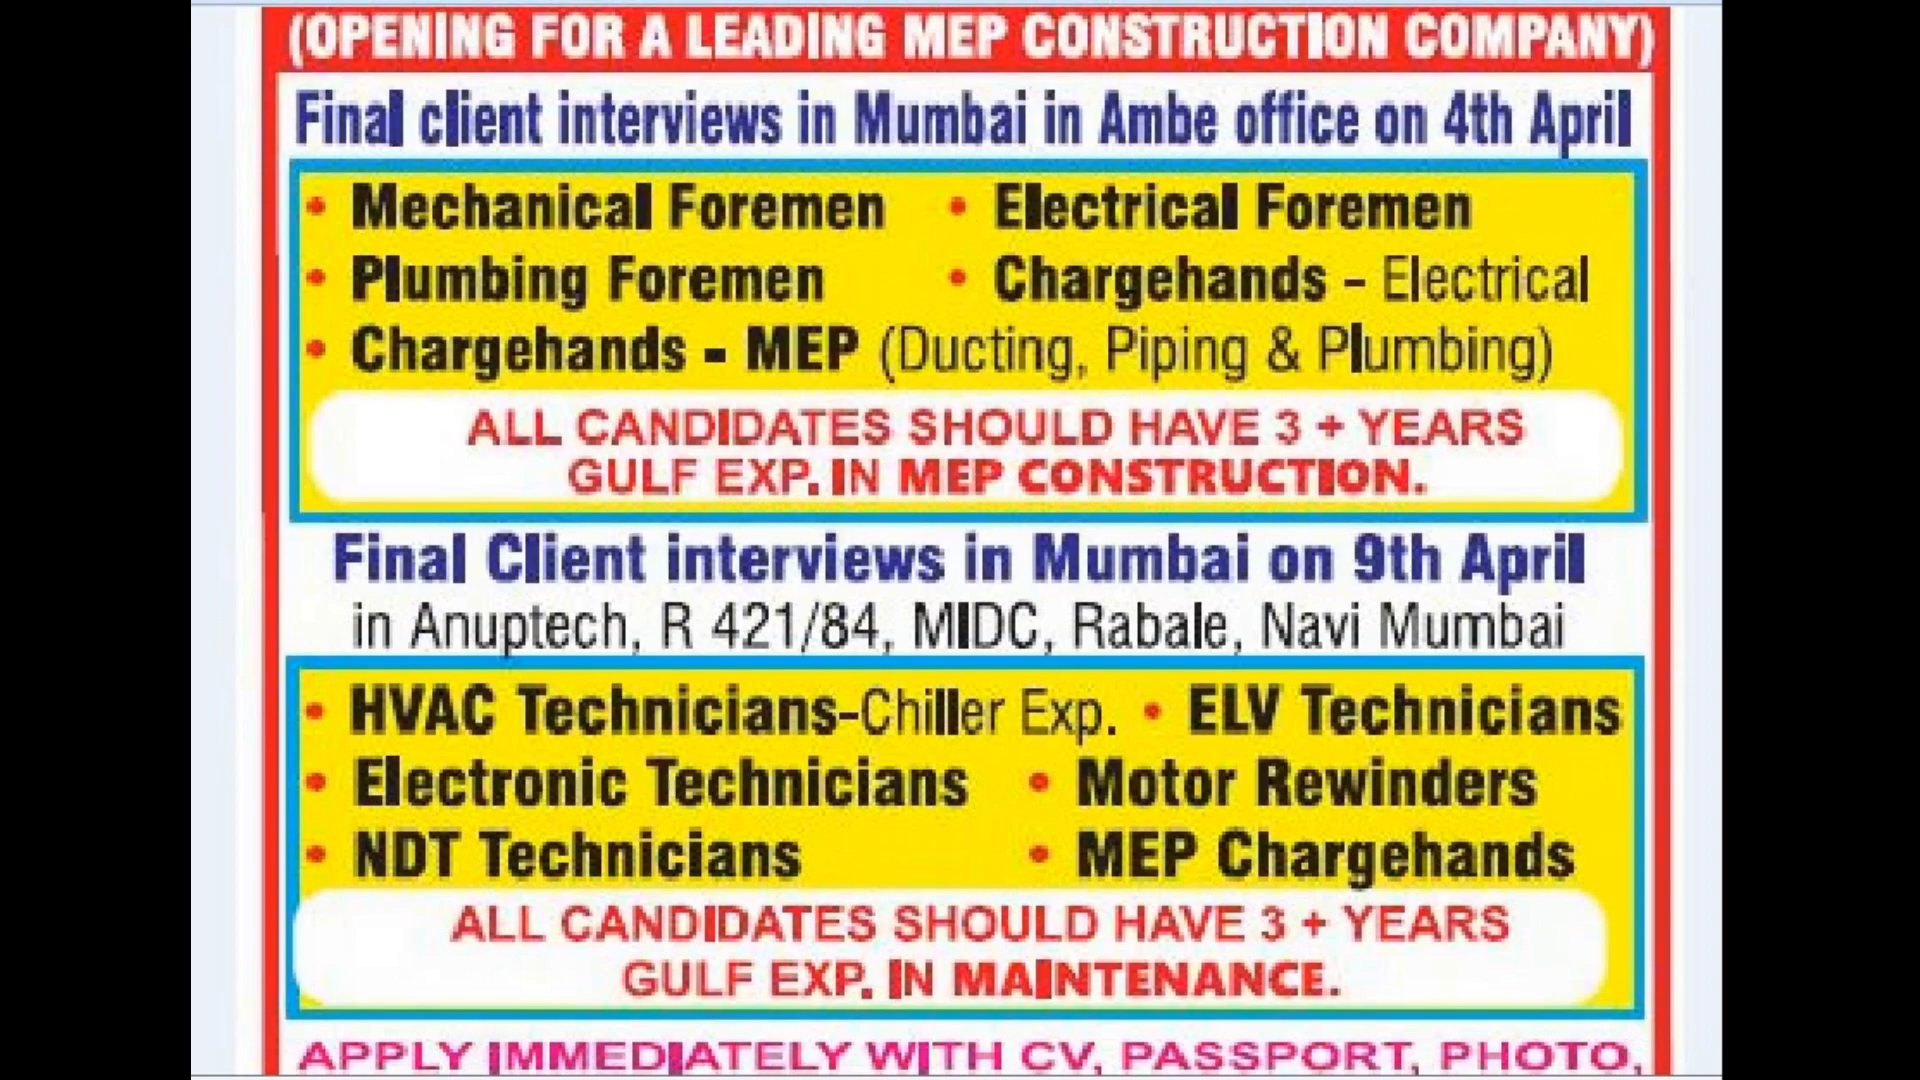 (OPENING FOR A LEADING MEP CONSTRUCTION COMPANY)
Final client interviews in Mumbai in Ambe office on 4th April
• Mechanical Foremen • Electrical Foremen
• Plumbing Foremen • Chargehands - Electrical
• Chargehands - MEP (Ducting, Piping & Plumbing)
ALL CANDIDATES SHOULD HAVE 3 + YEARS
GULF EXP. IN MEP CONSTRUCTION.
Final Client interviews in Mumbai on 9th April
in Anuptech, R 421/84, MIDC, Rabale, Navi Mumbai
• HVAC Technicians-Chiller Exp. • ELV Technicians
• Electronic Technicians • Motor Rewinders
• NDT Technicians • MEP Chargehands
ALL CANDIDATES SHOULD HAVE 3 + YEARS
GULF EXP. IN MAINTENANCE.
APPLY IMMEDIATELY WITH CV, PASSPORT, PHOTO,